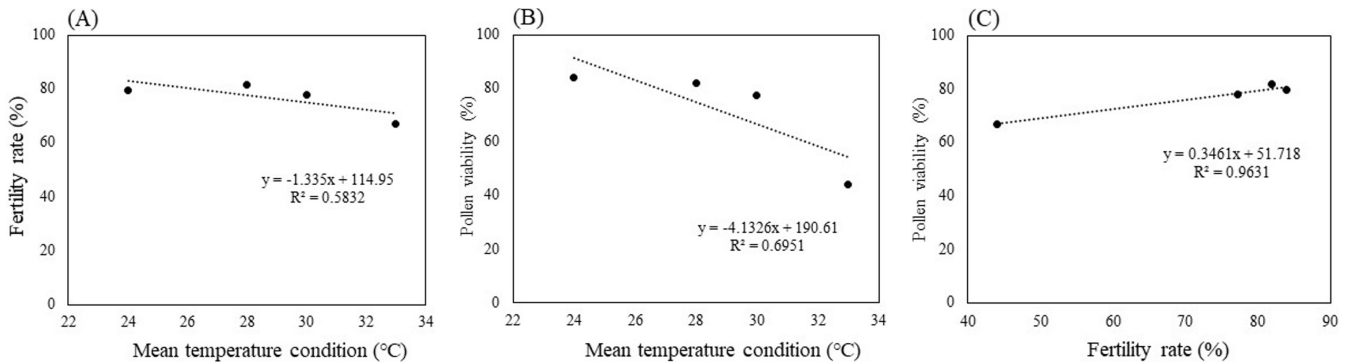 (A)
100
80
60
40
20
0
Fertility rate (%)
y = -1.335x + 114.95
R² = 0.5832
22 24 26 28 30 32 34
Mean temperature condition (℃)
(B)
100
80
60
40
20
0
Pollen viability (%)
y = -4.1326x + 190.61
R² = 0.6951
22 24 26 28 30 32 34
Mean temperature condition (℃)
(C)
100
80
60
40
20
0
Pollen viability (%)
y = 0.3461x + 51.718
R² = 0.9631
40 50 60 70 80 90
Fertility rate (%)